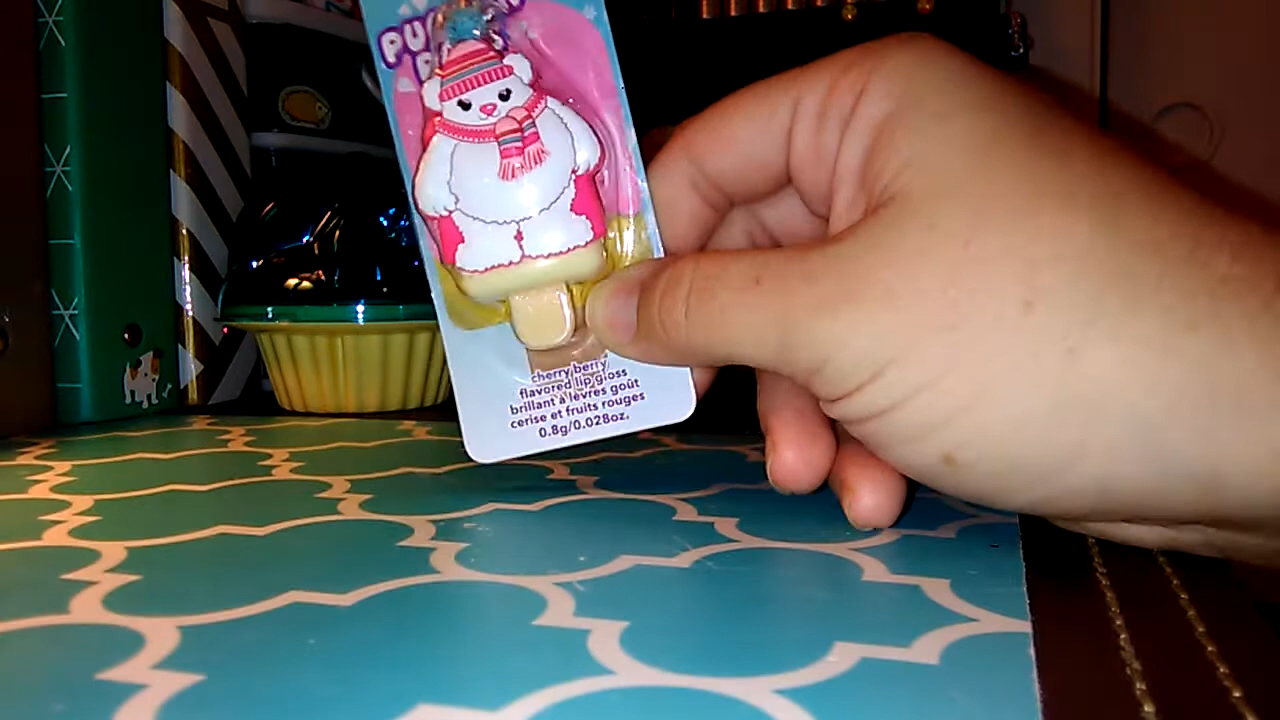 cherry berry
flavored lip gloss
brillant à lèvres goût
cerise et fruits rouges
0.8g/0.028oz.